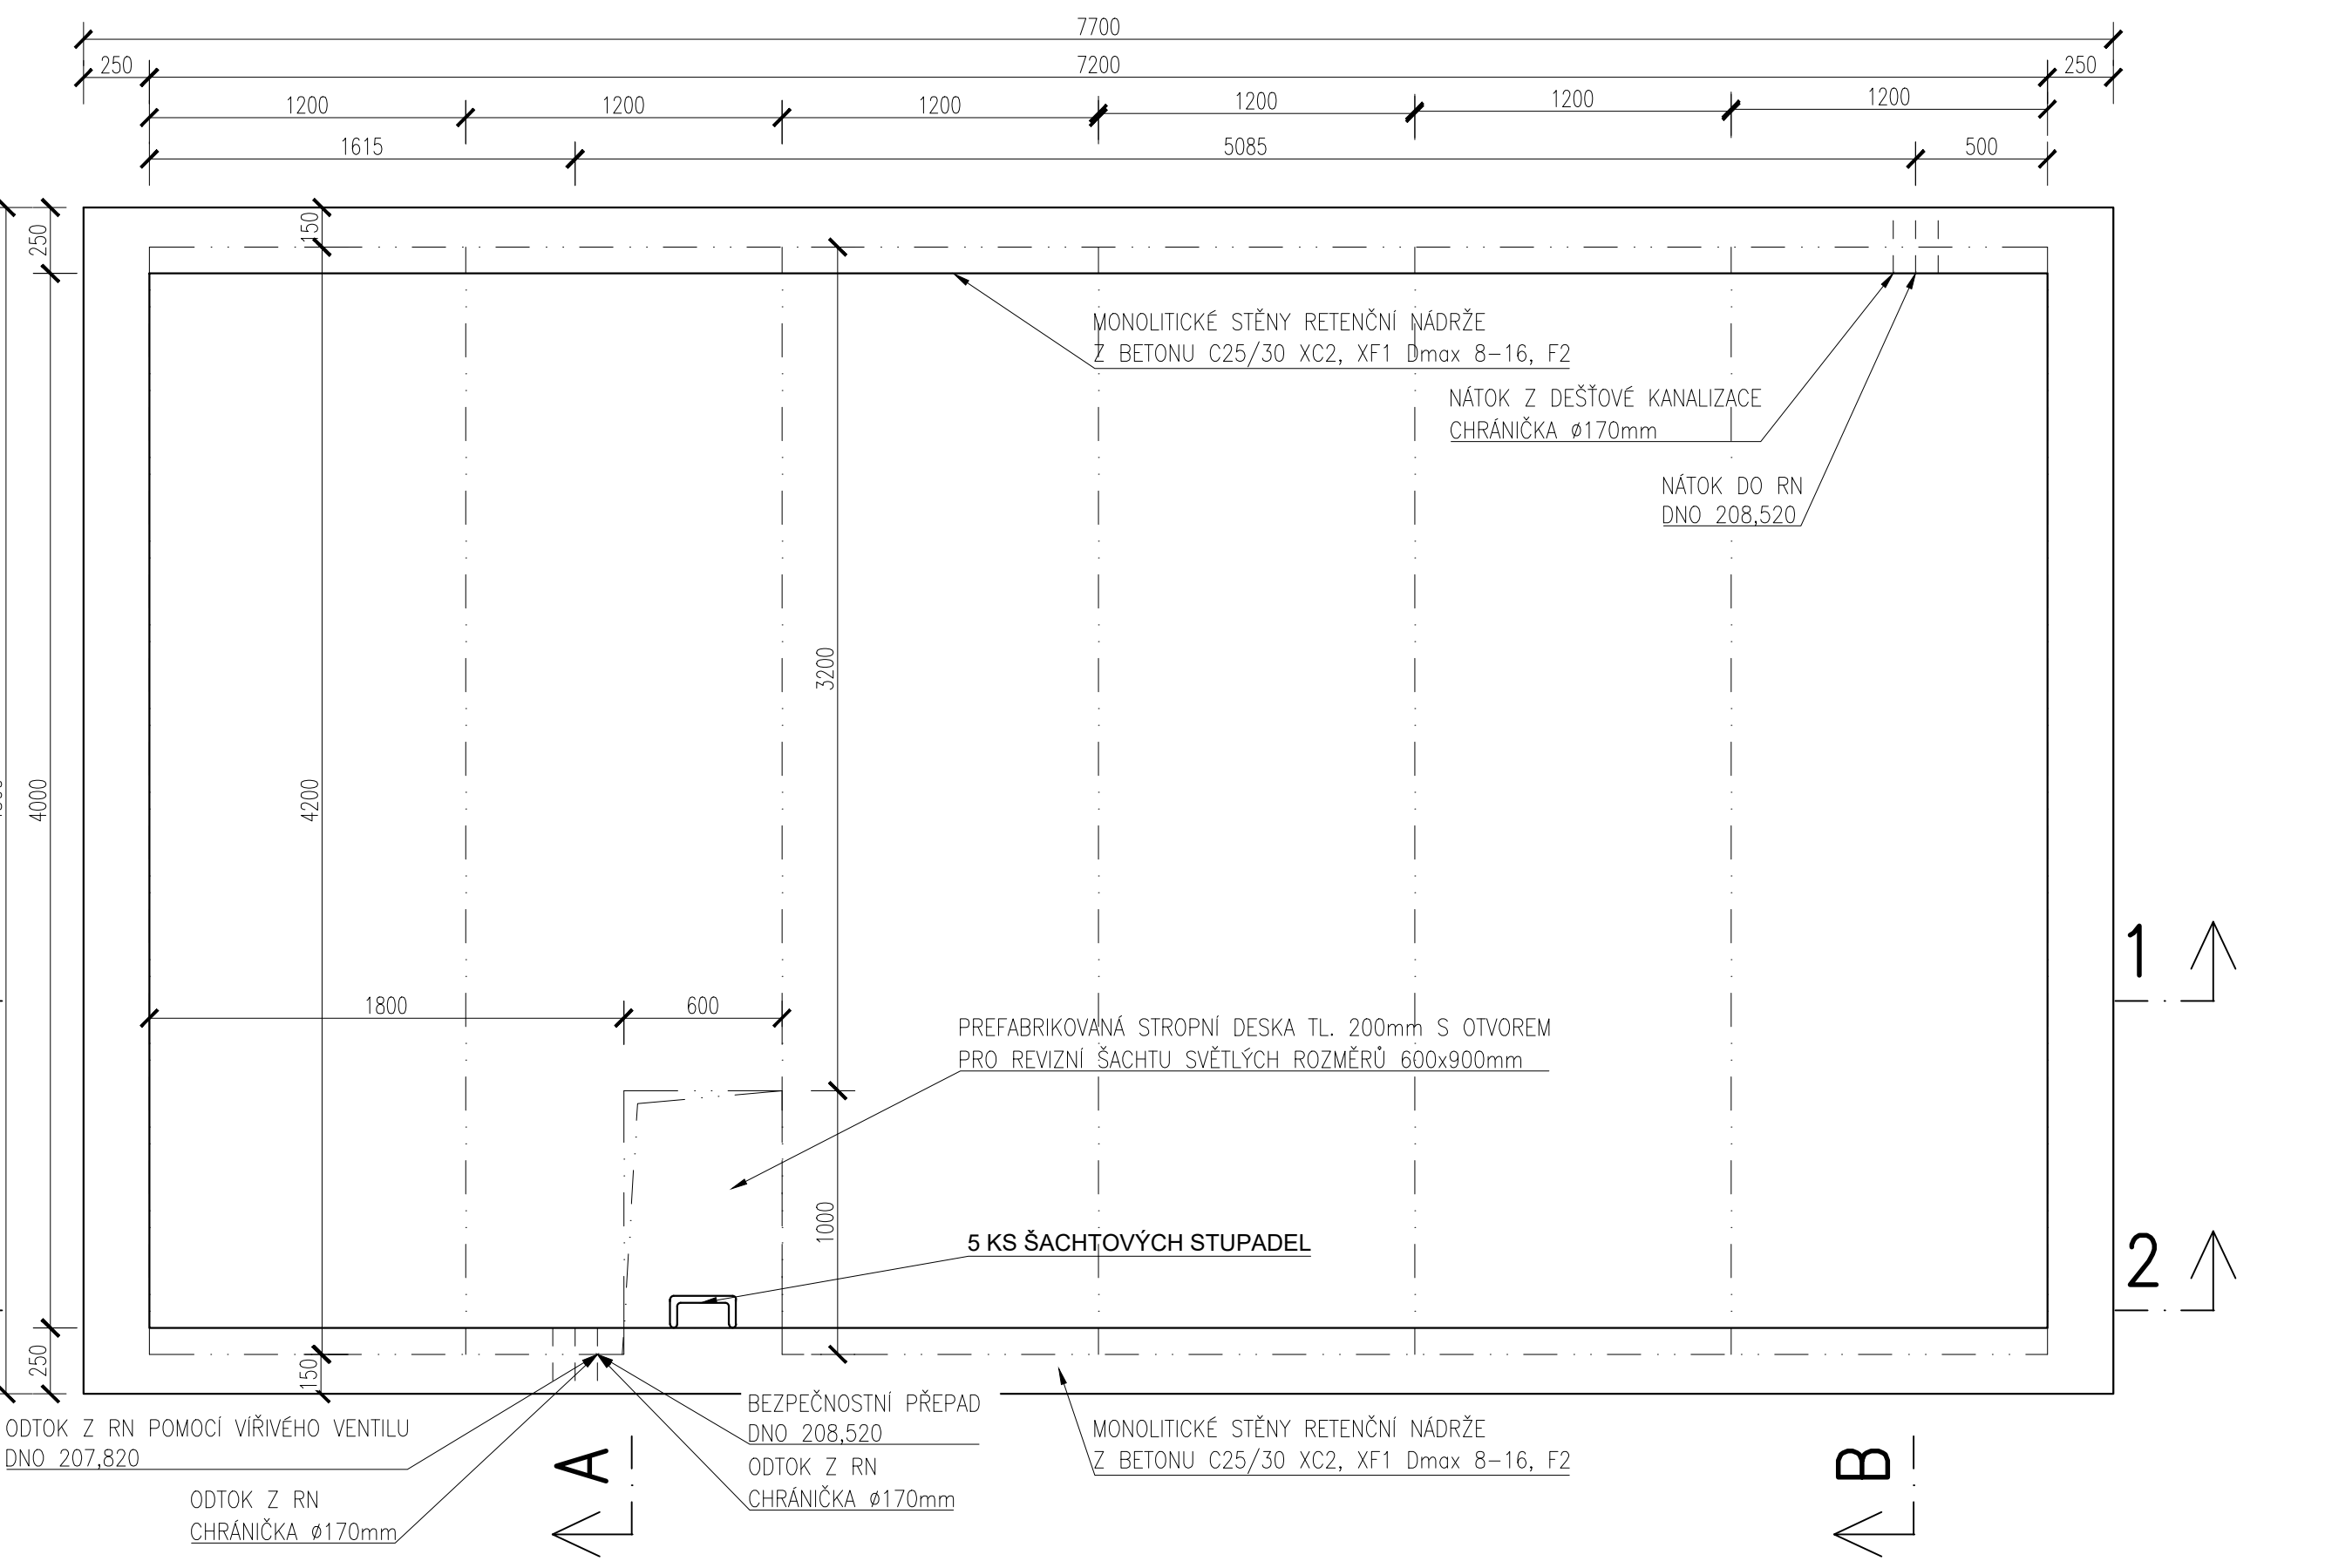 7700
250
7200
250
1200
1200
1200
1200
1200
1200
1615
5085
500
250
150
MONOLITICKÉ STĚNY RETENČNÍ NÁDRŽE
Z BETONU C25/30 XC2, XF1 Dmax 8-16, F2
NÁTOK Z DEŠŤOVÉ KANALIZACE
CHRÁNIČKA ø170mm
NÁTOK DO RN
DNO 208,520
4000
4200
3200
1
1800
600
PREFABRIKOVANÁ STROPNÍ DESKA TL. 200mm S OTVOREM
PRO REVIZNÍ ŠACHTU SVĚTLÝCH ROZMĚRŮ 600x900mm
1000
5 KS ŠACHTOVÝCH STUPADEL
2
250
150
BEZPEČNOSTNÍ PŘEPAD
DNO 208,520
ODTOK Z RN
CHRÁNIČKA ø170mm
ODTOK Z RN POMOCÍ VÍŘIVÉHO VENTILU
DNO 207,820
ODTOK Z RN
CHRÁNIČKA ø170mm
MONOLITICKÉ STĚNY RETENČNÍ NÁDRŽE
Z BETONU C25/30 XC2, XF1 Dmax 8-16, F2
A
B